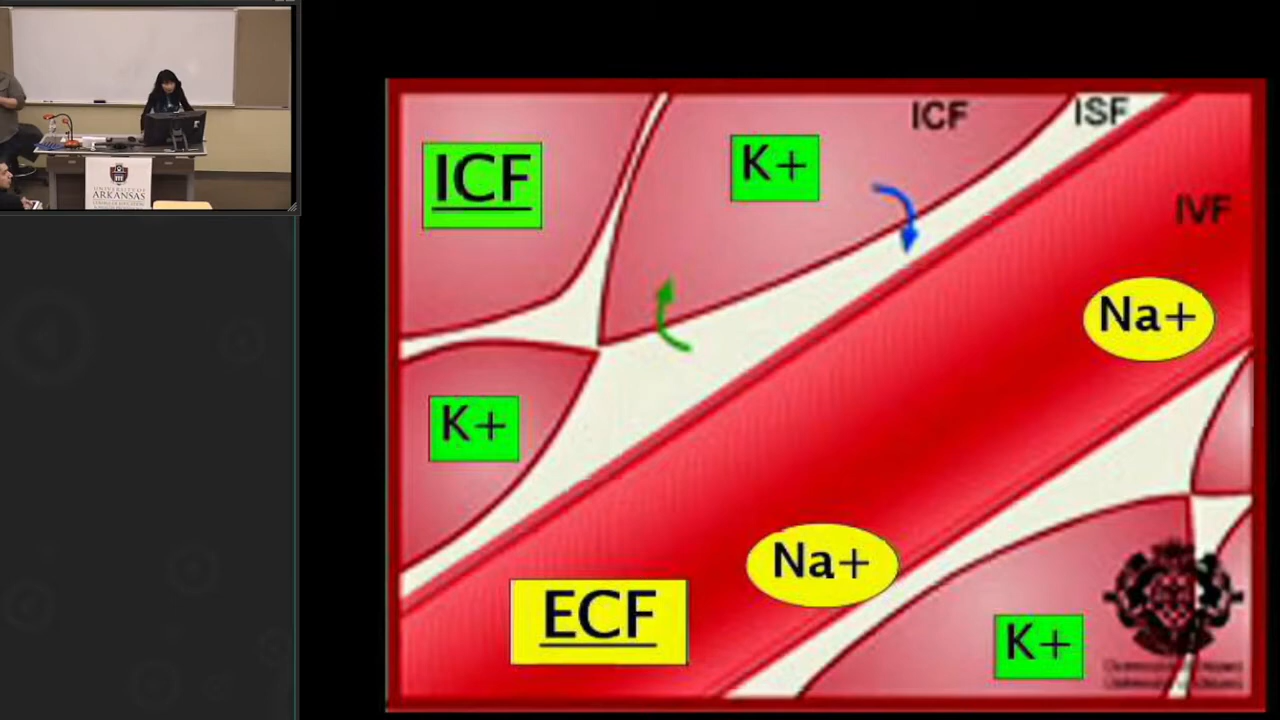 UNIVERSITY OF
ARKANSAS
ICF
K+
ICF
ISF
IVF
Na+
K+
Na+
ECF
K+